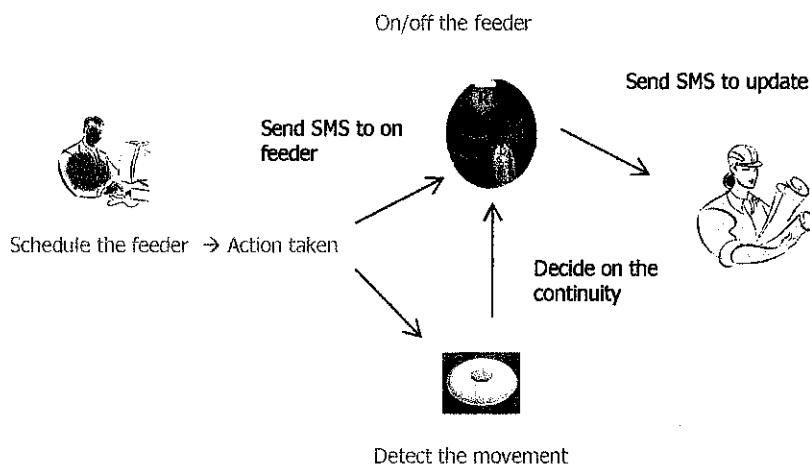 On/off the feeder
Send SMS to update
Send SMS to on
feeder
Schedule the feeder → Action taken
Decide on the
continuity
Detect the movement